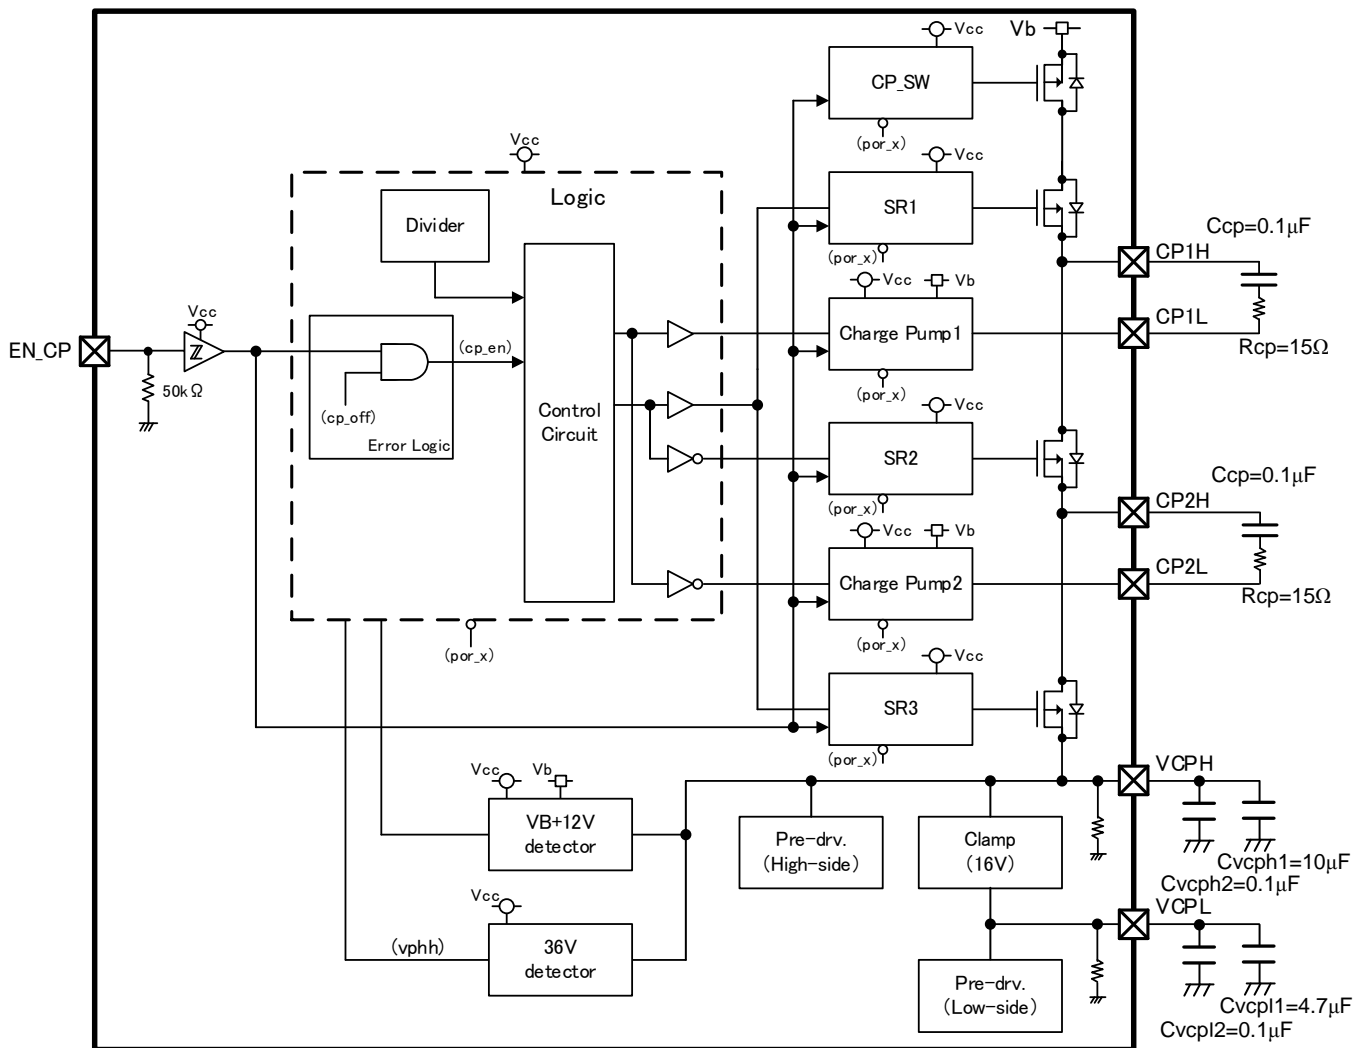 Vcc
Vb
CP_SW
(por_x)
Vcc
Vcc
Logic
SR1
Divider
(por_x)
Ccp=0.1μF
CP1H
Vcc
Vb
Vcc
EN_CP
Charge Pump1
CP1L
(cp_en)
Rcp=15Ω
50kΩ
(por_x)
(cp_off)
Error Logic
Control
Circuit
Vcc
SR2
Ccp=0.1μF
(por_x)
CP2H
Vcc
Vb
Charge Pump2
CP2L
Rcp=15Ω
(por_x)
(por_x)
Vcc
SR3
(por_x)
VCPH
Vcc
Vb
VB+12V
detector
Pre-drv.
(High-side)
Clamp
(16V)
Cvcph1=10μF
Cvcph2=0.1μF
Vcc
VCPL
(vphh)
36V
detector
Pre-drv.
(Low-side)
Cvcpl1=4.7μF
Cvcpl2=0.1μF